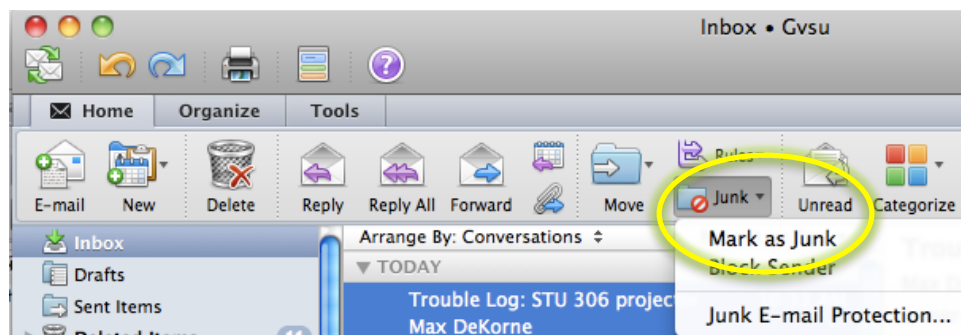 Inbox • Gvsu
Home Organize Tools
Rules
Junk
E-mail New Delete Reply Reply All Forward Move Unread Categorize
Inbox
Arrange By: Conversations
Mark as Junk
Drafts
TODAY
Block Sender
Sent Items
Trouble Log: STU 306 project
Junk E-mail Protection...
Max DeKorne
Deleted Items